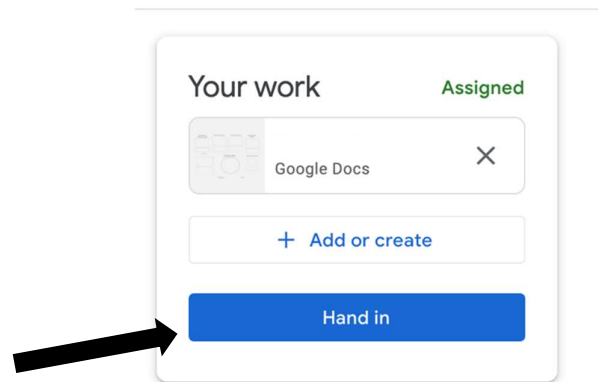 Your work
Assigned
Google Docs
+ Add or create
Hand in